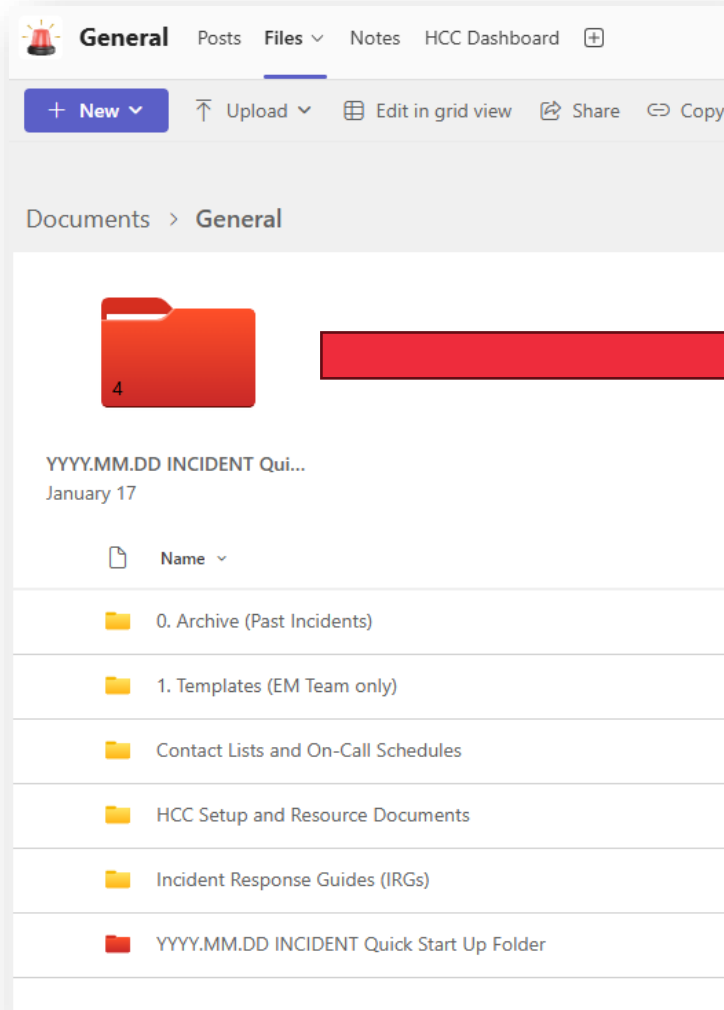 General Posts Files Notes HCC Dashboard
New Upload Edit in grid view Share Copy
Documents > General
4
YYYY.MM.DD INCIDENT Qui...
January 17
Name
0. Archive (Past Incidents)
1. Templates (EM Team only)
Contact Lists and On-Call Schedules
HCC Setup and Resource Documents
Incident Response Guides (IRGs)
YYYY.MM.DD INCIDENT Quick Start Up Folder